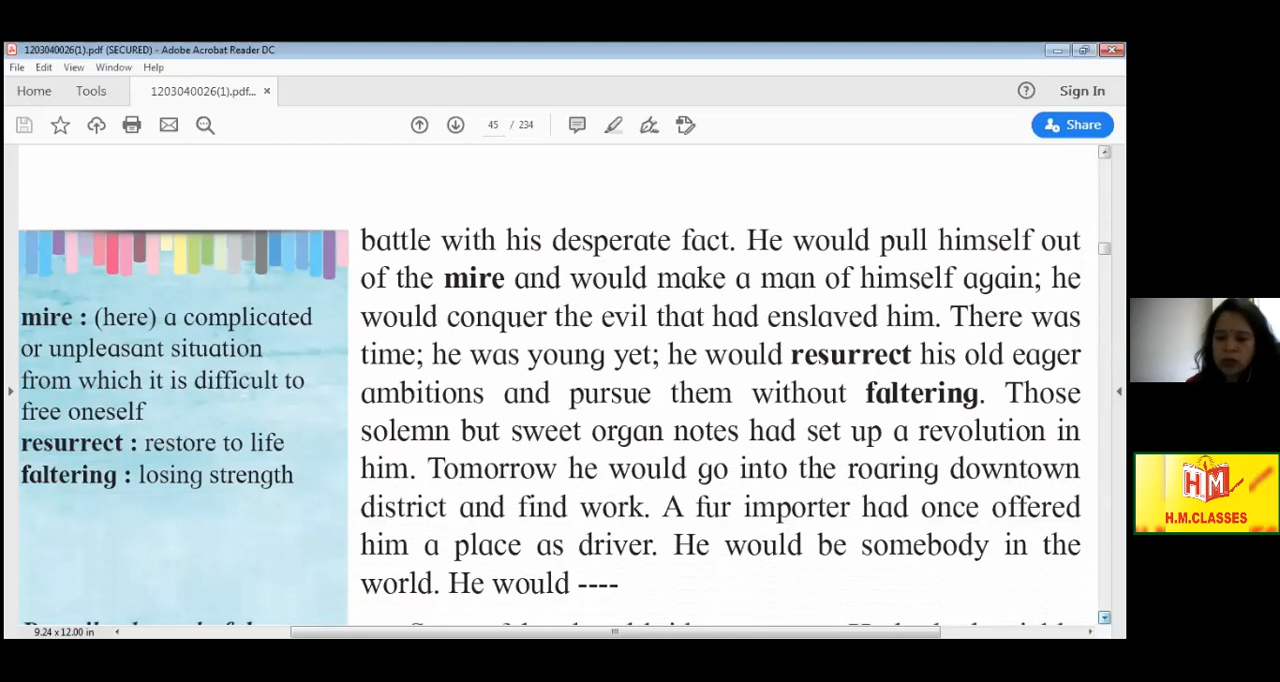 1203040026(1).pdf (SECURED) - Adobe Acrobat Reader DC
File Edit View Window Help
Home Tools 1203040026(1).pdf... × Sign In
45 / 234 Share
battle with his desperate fact. He would pull himself out
of the mire and would make a man of himself again; he
would conquer the evil that had enslaved him. There was
time; he was young yet; he would resurrect his old eager
ambitions and pursue them without faltering. Those
solemn but sweet organ notes had set up a revolution in
him. Tomorrow he would go into the roaring downtown
district and find work. A fur importer had once offered
him a place as driver. He would be somebody in the
world. He would ----
mire : (here) a complicated
or unpleasant situation
from which it is difficult to
free oneself
resurrect : restore to life
faltering : losing strength
9.24 x 12.00 in
HM
H.M.CLASSES